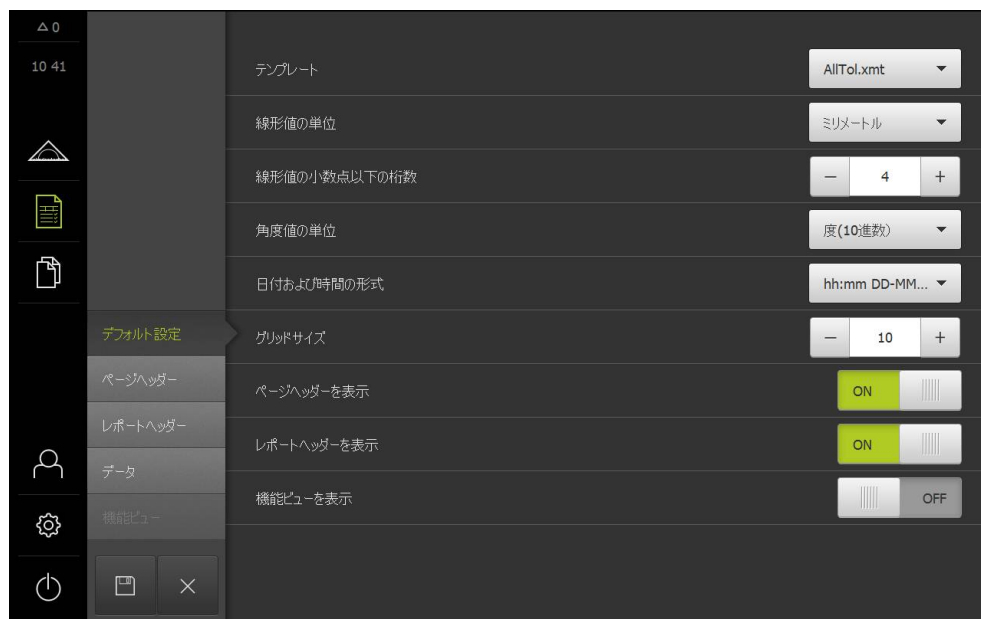 △ 0
10 41
テンプレート
AllTol.xmt
線形値の単位
ミリメートル
線形値の小数点以下の桁数
− 4 +
角度値の単位
度(10進数)
日付および時間の形式
hh:mm DD-MM...
デフォルト設定
グリッドサイズ
− 10 +
ページヘッダー
ページヘッダーを表示
ON
レポートヘッダー
レポートヘッダーを表示
ON
データ
機能ビューを表示
OFF
機能ビュー